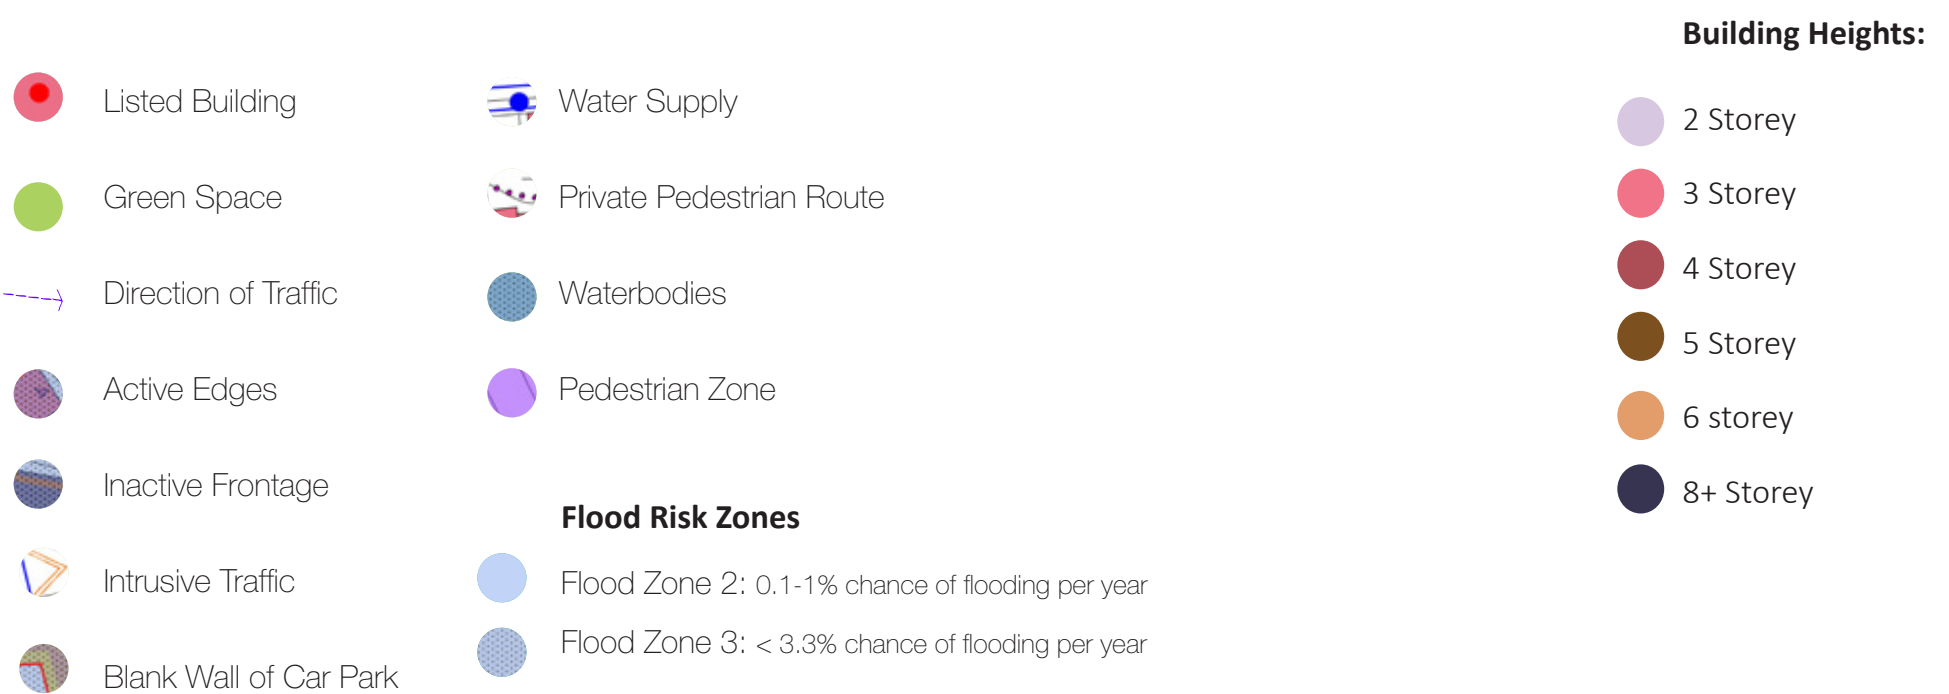 Listed Building
Green Space
Direction of Traffic
Active Edges
Inactive Frontage
Intrusive Traffic
Blank Wall of Car Park
Water Supply
Private Pedestrian Route
Waterbodies
Pedestrian Zone
Flood Risk Zones
Flood Zone 2: 0.1-1% chance of flooding per year
Flood Zone 3: < 3.3% chance of flooding per year
Building Heights:
2 Storey
3 Storey
4 Storey
5 Storey
6 storey
8+ Storey